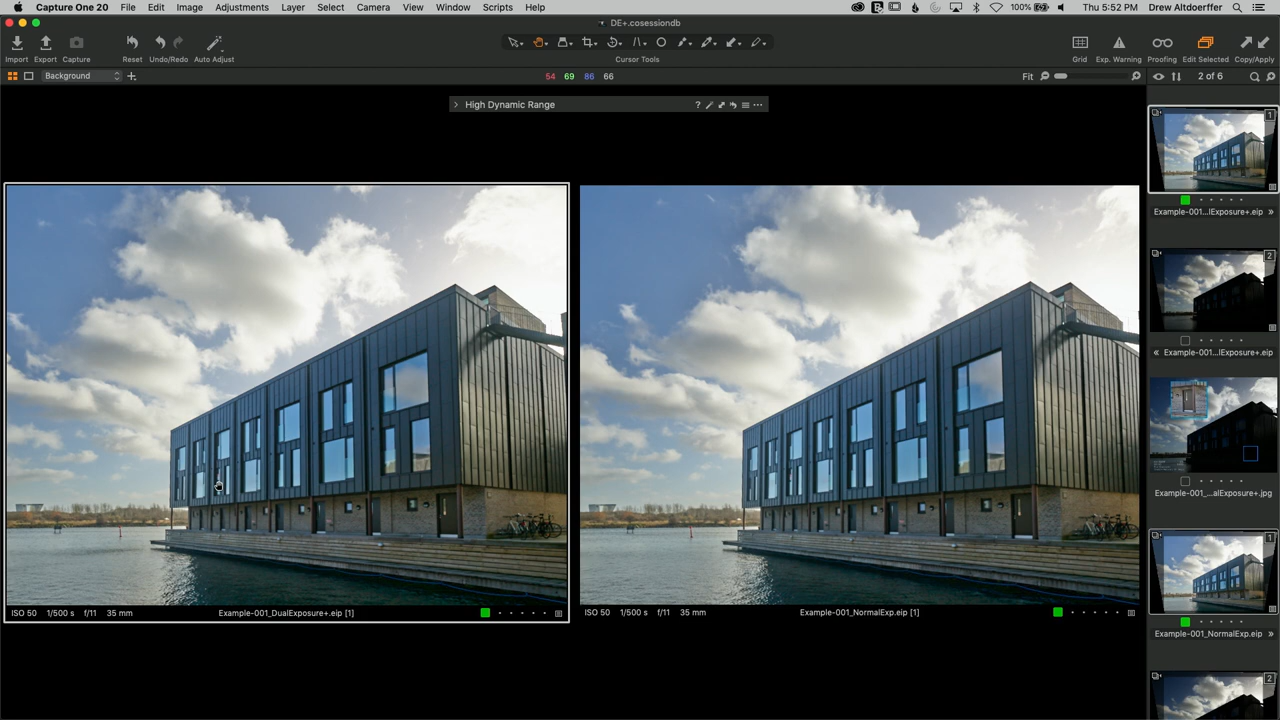 Capture One 20 File Edit Image Adjustments Layer Select Camera View Window Scripts Help 100% Thu 5:52 PM Drew Altdoerffer
DE+.cosessiondb
Import Export Capture Reset Undo/Redo Auto Adjust Cursor Tools Grid Exp. Warning Proofing Edit Selected Copy/Apply
Background 54 69 86 66 Fit 2 of 6
High Dynamic Range ?
1
Example-001...lExposure+.eip »
2
« Example-001...lExposure+.eip
Example-001_...alExposure+.jpg
1
ISO 50 1/500 s f/11 35 mm Example-001_DualExposure+.eip [1]
ISO 50 1/500 s f/11 35 mm Example-001_NormalExp.eip [1]
Example-001_NormalExp.eip »
2